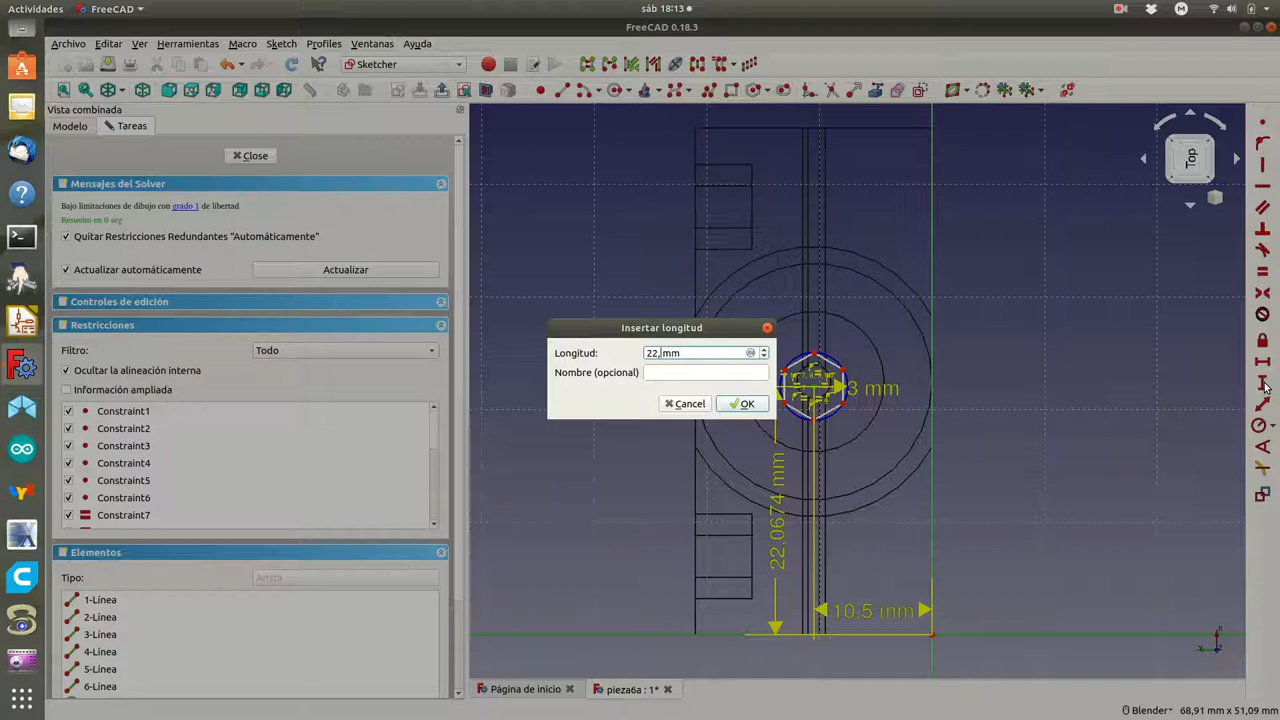 Actividades
FreeCAD
sáb 18:13
FreeCAD 0.18.3
Archivo Editar Ver Herramientas Macro Sketch Profiles Ventanas Ayuda
Sketcher
Vista combinada
Modelo Tareas
Close
Mensajes del Solver
Bajo limitaciones de dibujo con grado 1 de libertad
Resuelto en 0 seg
Quitar Restricciones Redundantes "Automáticamente"
Actualizar automáticamente Actualizar
Controles de edición
Restricciones
Filtro: Todo
Ocultar la alineación interna
Información ampliada
Constraint1
Constraint2
Constraint3
Constraint4
Constraint5
Constraint6
Constraint7
Elementos
Tipo: Arista
1-Línea
2-Línea
3-Línea
4-Línea
5-Línea
6-Línea
Insertar longitud
Longitud: 22, mm
Nombre (opcional)
Cancel OK
Top
3 mm
22,0674 mm
10,5 mm
Página de inicio
pieza6a : 1*
Blender 68,91 mm x 51,09 mm